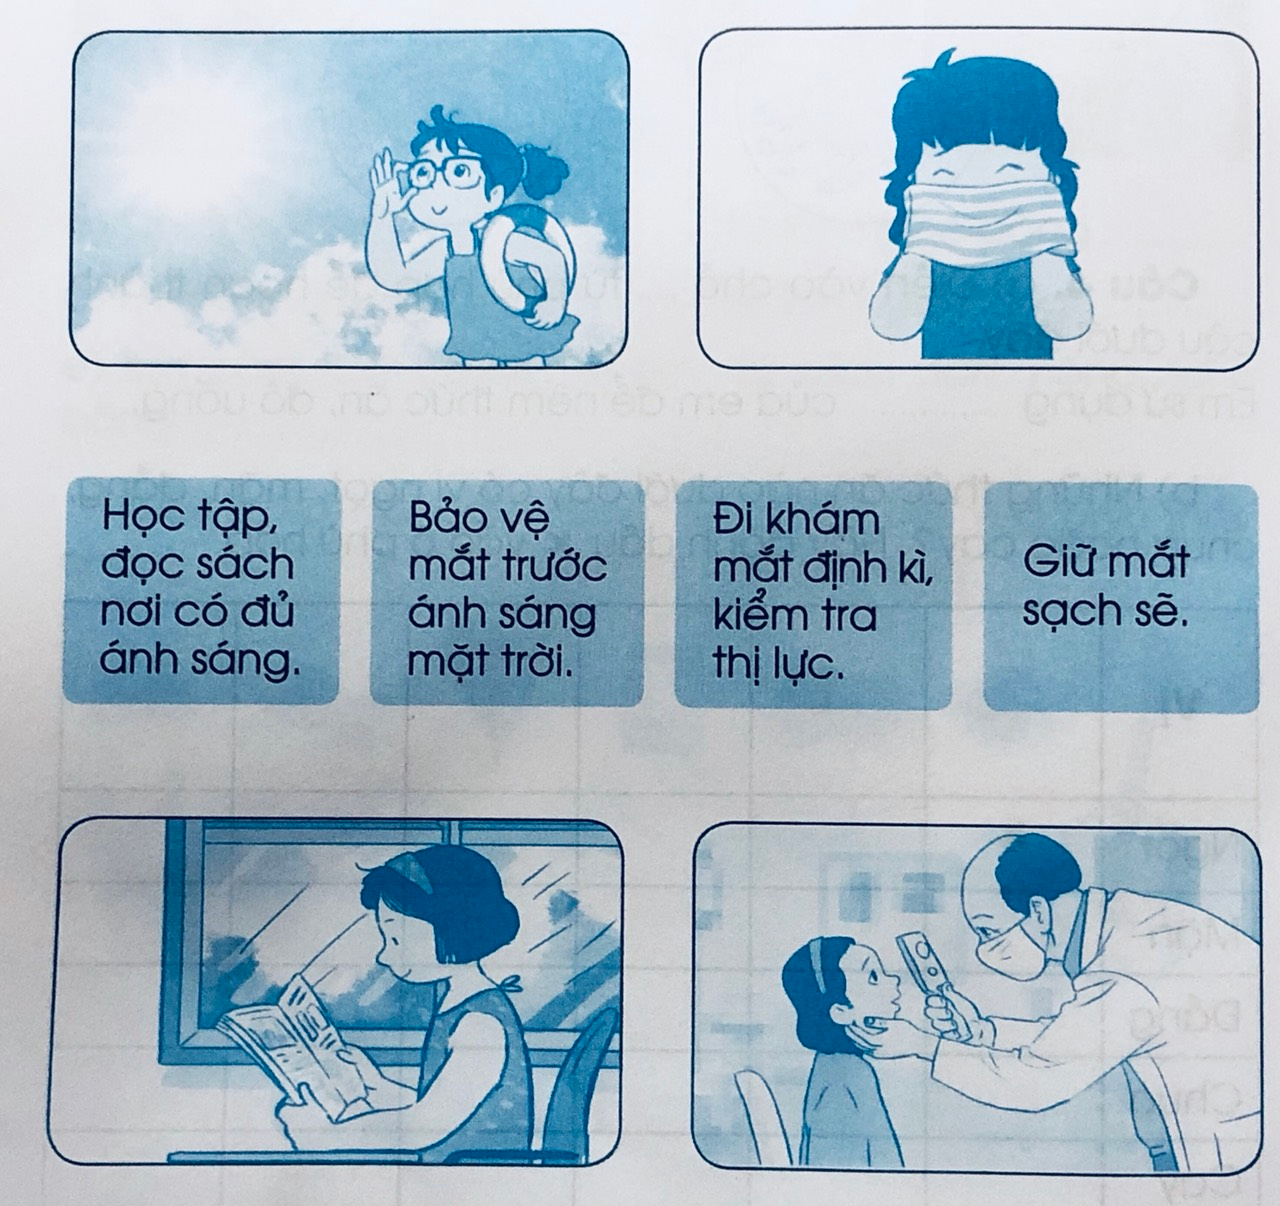 Học tập,
đọc sách
nơi có đủ
ánh sáng.
Bảo vệ
mắt trước
ánh sáng
mặt trời.
Đi khám
mắt định kì,
kiểm tra
thị lực.
Giữ mắt
sạch sẽ.